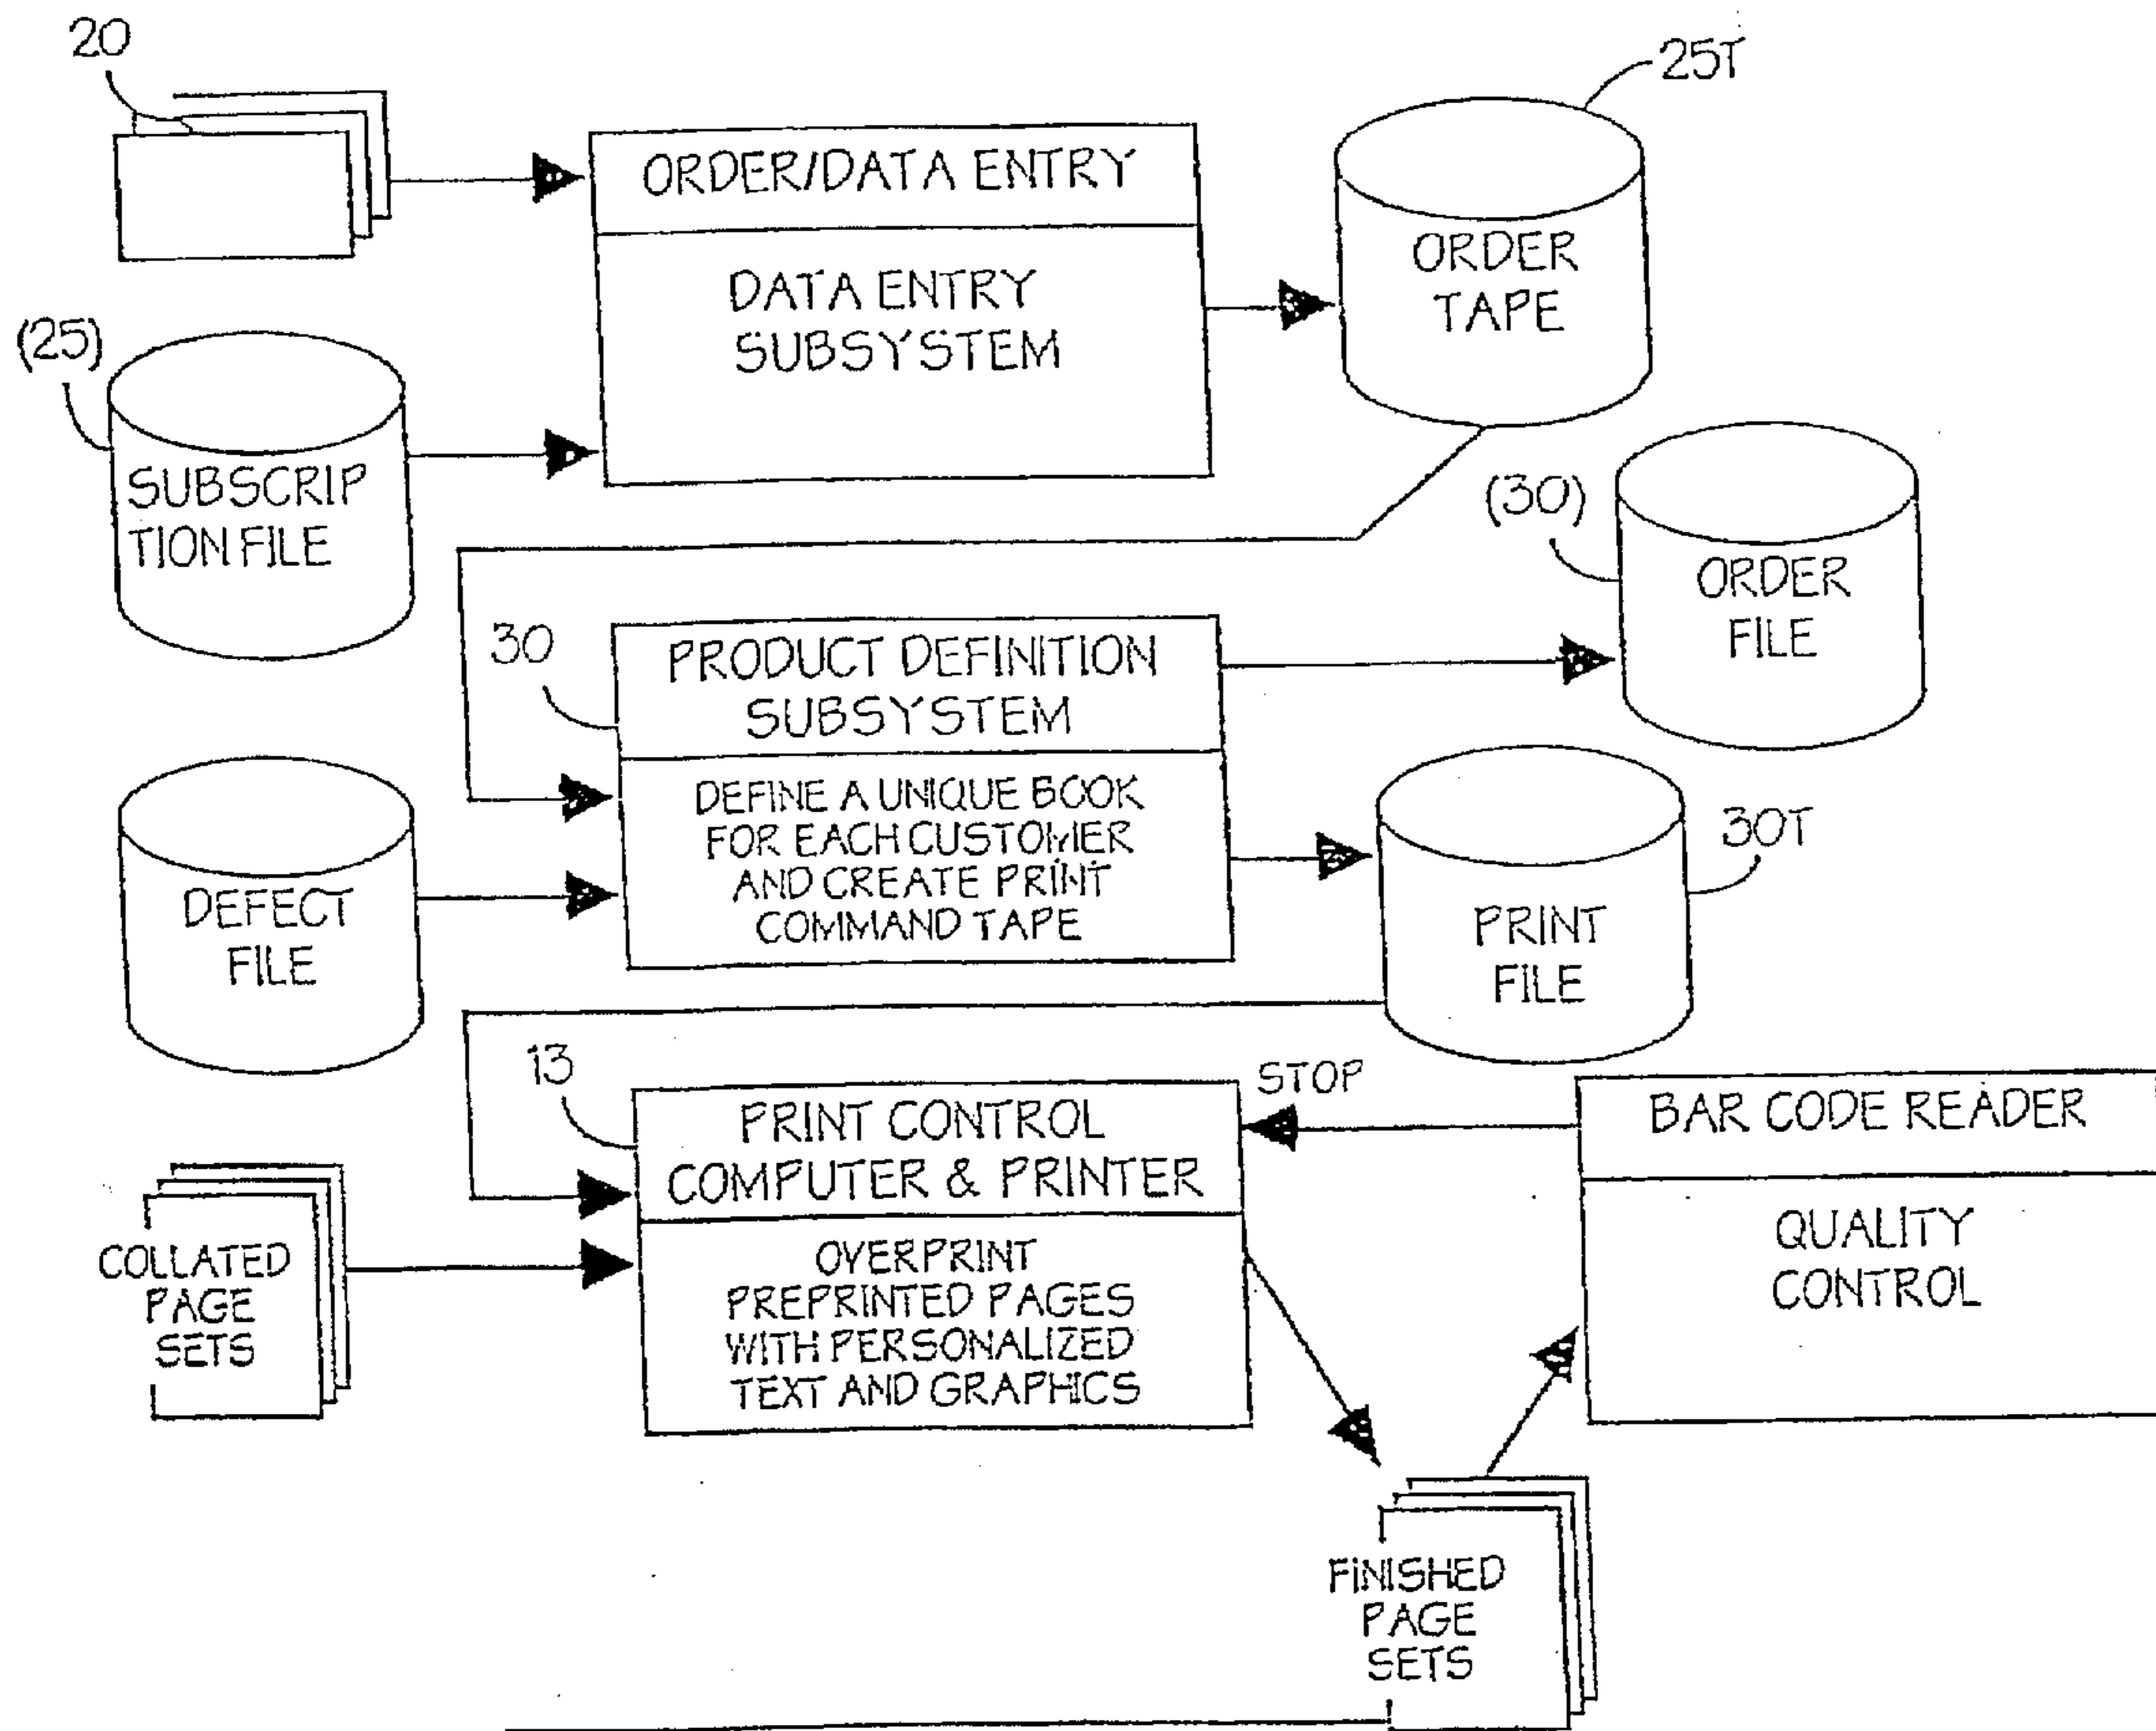 20
25T
ORDER/DATA ENTRY
DATA ENTRY
SUBSYSTEM
ORDER
TAPE
(25)
SUBSCRIP
TION FILE
(30)
ORDER
FILE
30
PRODUCT DEFINITION
SUBSYSTEM
DEFINE A UNIQUE BOOK
FOR EACH CUSTOMER
AND CREATE PRINT
COMMAND TAPE
DEFECT
FILE
30T
PRINT
FILE
13
PRINT CONTROL
COMPUTER & PRINTER
STOP
BAR CODE READER
QUALITY
CONTROL
COLLATED
PAGE
SETS
OVERPRINT
PREPRINTED PAGES
WITH PERSONALIZED
TEXT AND GRAPHICS
FINISHED
PAGE
SETS